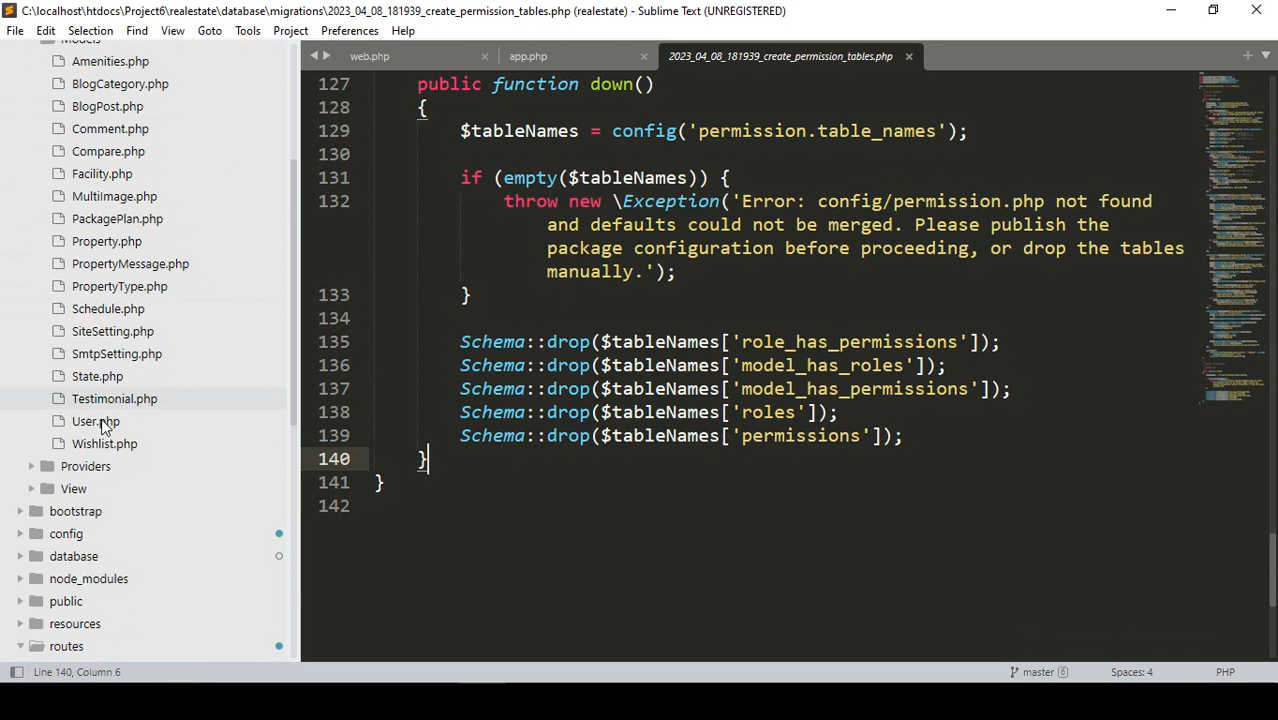 C:\localhost\htdocs\Project6\realestate\database\migrations\2023_04_08_181939_create_permission_tables.php (realestate) - Sublime Text (UNREGISTERED)
File Edit Selection Find View Goto Tools Project Preferences Help
web.php
app.php
2023_04_08_181939_create_permission_tables.php
Models
Amenities.php
BlogCategory.php
BlogPost.php
Comment.php
Compare.php
Facility.php
MultiImage.php
PackagePlan.php
Property.php
PropertyMessage.php
PropertyType.php
Schedule.php
SiteSetting.php
SmtpSetting.php
State.php
Testimonial.php
User.php
Wishlist.php
Providers
View
bootstrap
config
database
node_modules
public
resources
routes
127 public function down()
128 {
129 $tableNames = config('permission.table_names');
130
131 if (empty($tableNames)) {
132 throw new \Exception('Error: config/permission.php not found
and defaults could not be merged. Please publish the
package configuration before proceeding, or drop the tables
manually.');
133 }
134
135 Schema::drop($tableNames['role_has_permissions']);
136 Schema::drop($tableNames['model_has_roles']);
137 Schema::drop($tableNames['model_has_permissions']);
138 Schema::drop($tableNames['roles']);
139 Schema::drop($tableNames['permissions']);
140 }
141 }
142
Line 140, Column 6
master 6
Spaces: 4
PHP